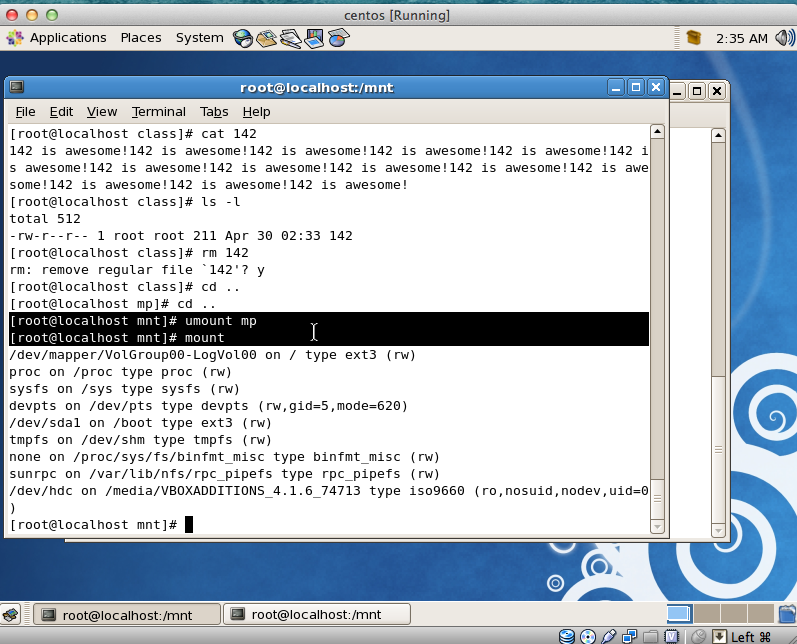 centos [Running]
Applications Places System 2:35 AM
root@localhost:/mnt
File Edit View Terminal Tabs Help
[root@localhost class]# cat 142
142 is awesome!142 is awesome!142 is awesome!142 is awesome!142 is awesome!142 i
s awesome!142 is awesome!142 is awesome!142 is awesome!142 is awesome!142 is awe
some!142 is awesome!142 is awesome!142 is awesome!
[root@localhost class]# ls -l
total 512
-rw-r--r-- 1 root root 211 Apr 30 02:33 142
[root@localhost class]# rm 142
rm: remove regular file `142'? y
[root@localhost class]# cd ..
[root@localhost mp]# cd ..
[root@localhost mnt]# umount mp
[root@localhost mnt]# mount
/dev/mapper/VolGroup00-LogVol00 on / type ext3 (rw)
proc on /proc type proc (rw)
sysfs on /sys type sysfs (rw)
devpts on /dev/pts type devpts (rw,gid=5,mode=620)
/dev/sda1 on /boot type ext3 (rw)
tmpfs on /dev/shm type tmpfs (rw)
none on /proc/sys/fs/binfmt_misc type binfmt_misc (rw)
sunrpc on /var/lib/nfs/rpc_pipefs type rpc_pipefs (rw)
/dev/hdc on /media/VBOXADDITIONS_4.1.6_74713 type iso9660 (ro,nosuid,nodev,uid=0
)
[root@localhost mnt]#
root@localhost:/mnt root@localhost:/mnt
Left ⌘